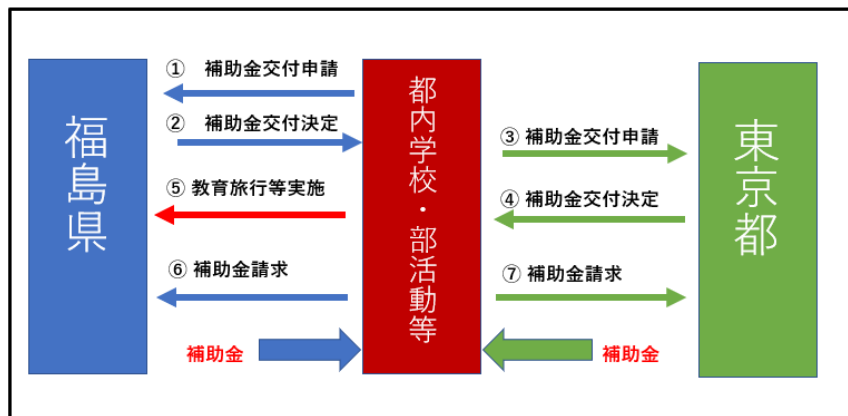 福島県
① 補助金交付申請
② 補助金交付決定
⑤ 教育旅行等実施
⑥ 補助金請求
補助金
都内学校・部活動等
③ 補助金交付申請
④ 補助金交付決定
⑦ 補助金請求
補助金
東京都